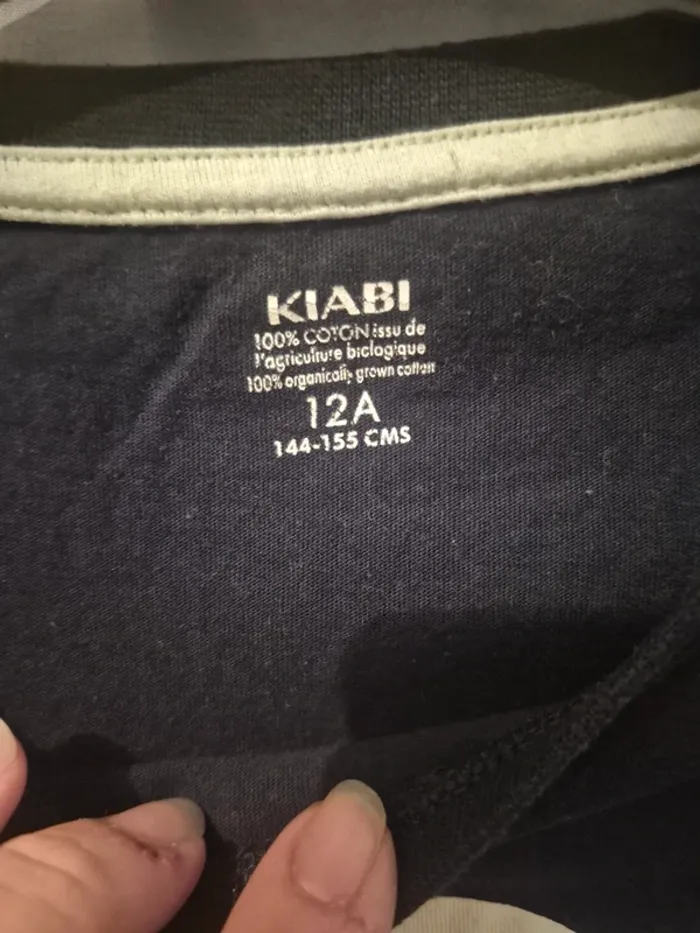 KIABI
100% COTON issu de
l'agriculture biologique
100% organically grown cotton
12A
144-155 CMS